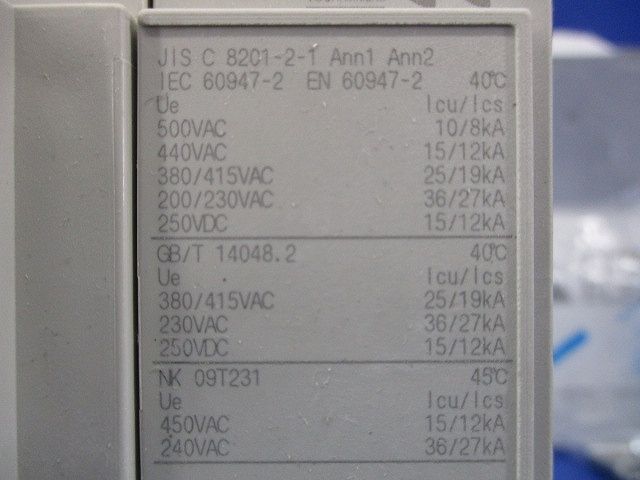 JIS C 8201-2-1 Ann1 Ann2
IEC 60947-2 EN 60947-2 40℃
Ue Icu/Ics
500VAC 10/8kA
440VAC 15/12kA
380/415VAC 25/19kA
200/230VAC 36/27kA
250VDC 15/12kA
GB/T 14048.2 40℃
Ue Icu/Ics
380/415VAC 25/19kA
230VAC 36/27kA
250VDC 15/12kA
NK 09T231 45℃
Ue Icu/Ics
450VAC 15/12kA
240VAC 36/27kA